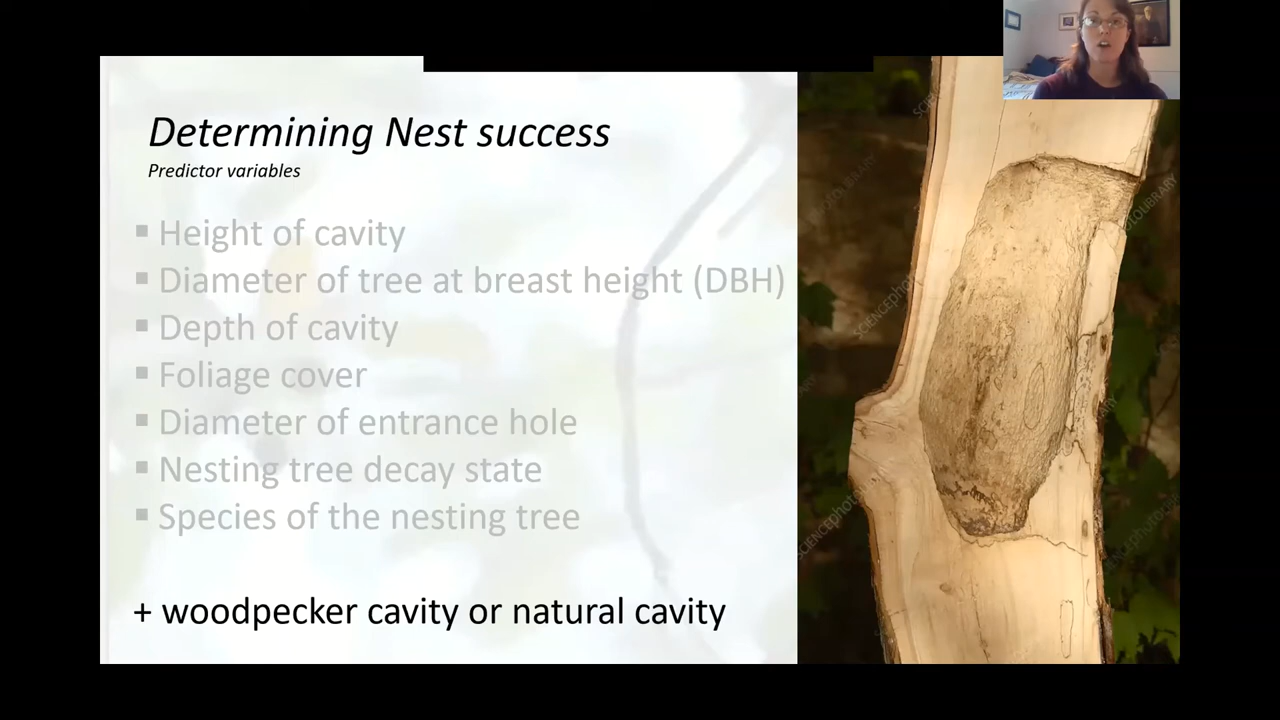 Determining Nest success
Predictor variables
▪ Height of cavity
▪ Diameter of tree at breast height (DBH)
▪ Depth of cavity
▪ Foliage cover
▪ Diameter of entrance hole
▪ Nesting tree decay state
▪ Species of the nesting tree
+ woodpecker cavity or natural cavity